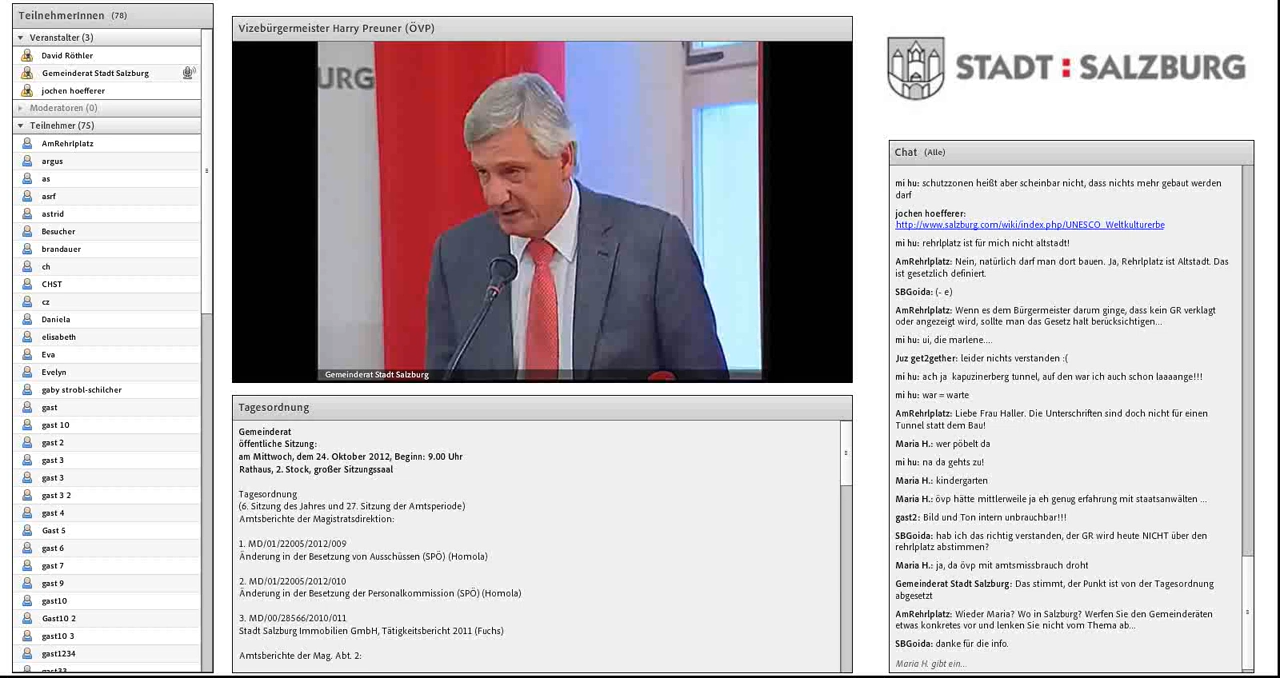 TeilnehmerInnen (78)
Veranstalter (3)
David Röthler
Gemeinderat Stadt Salzburg
jochen hoefferer
Moderatoren (0)
Teilnehmer (75)
AmRehrlplatz
argus
as
asrf
astrid
Besucher
brandauer
ch
CHST
cz
Daniela
elisabeth
Eva
Evelyn
gaby strobl-schilcher
gast
gast 10
gast 2
gast 3
gast 3
gast 3 2
gast 4
Gast 5
gast 6
gast 7
gast 9
gast10
Gast10 2
gast10 3
gast1234
gast33
Vizebürgermeister Harry Preuner (ÖVP)
URG
Gemeinderat Stadt Salzburg
Tagesordnung
Gemeinderat
öffentliche Sitzung:
am Mittwoch, dem 24. Oktober 2012, Beginn: 9.00 Uhr
Rathaus, 2. Stock, großer Sitzungssaal
Tagesordnung
(6. Sitzung des Jahres und 27. Sitzung der Amtsperiode)
Amtsberichte der Magistratsdirektion:
1. MD/01/22005/2012/009
Änderung in der Besetzung von Ausschüssen (SPÖ) (Homola)
2. MD/01/22005/2012/010
Änderung in der Besetzung der Personalkommission (SPÖ) (Homola)
3. MD/00/28566/2010/011
Stadt Salzburg Immobilien GmbH, Tätigkeitsbericht 2011 (Fuchs)
Amtsberichte der Mag. Abt. 2:
STADT : SALZBURG
Chat (Alle)
mi hu: schutzzonen heißt aber scheinbar nicht, dass nichts mehr gebaut werden
darf
jochen hoefferer:
http://www.salzburg.com/wiki/index.php/UNESCO_Weltkulturerbe
mi hu: rehrlplatz ist für mich nicht altstadt!
AmRehrlplatz: Nein, natürlich darf man dort bauen. Ja, Rehrlplatz ist Altstadt. Das
ist gesetzlich definiert.
SBGoida: (- e)
AmRehrlplatz: Wenn es dem Bürgermeister darum ginge, dass kein GR verklagt
oder angezeigt wird, sollte man das Gesetz halt berücksichtigen...
mi hu: ui, die marlene....
Juz get2gether: leider nichts verstanden :(
mi hu: ach ja kapuzinerberg tunnel, auf den war ich auch schon laaaange!!!
mi hu: war = warte
AmRehrlplatz: Liebe Frau Haller. Die Unterschriften sind doch nicht für einen
Tunnel statt dem Bau!
Maria H.: wer pöbelt da
mi hu: na da gehts zu!
Maria H.: kindergarten
Maria H.: övp hätte mittlerweile ja eh genug erfahrung mit staatsanwälten ...
gast2: Bild und Ton intern unbrauchbar!!!
SBGoida: hab ich das richtig verstanden, der GR wird heute NICHT über den
rehrlplatz abstimmen?
Maria H.: ja, da övp mit amtsmissbrauch droht
Gemeinderat Stadt Salzburg: Das stimmt, der Punkt ist von der Tagesordnung
abgesetzt
AmRehrlplatz: Wieder Maria? Wo in Salzburg? Werfen Sie den Gemeinderäten
etwas konkretes vor und lenken Sie nicht vom Thema ab...
SBGoida: danke für die info.
Maria H. gibt ein...